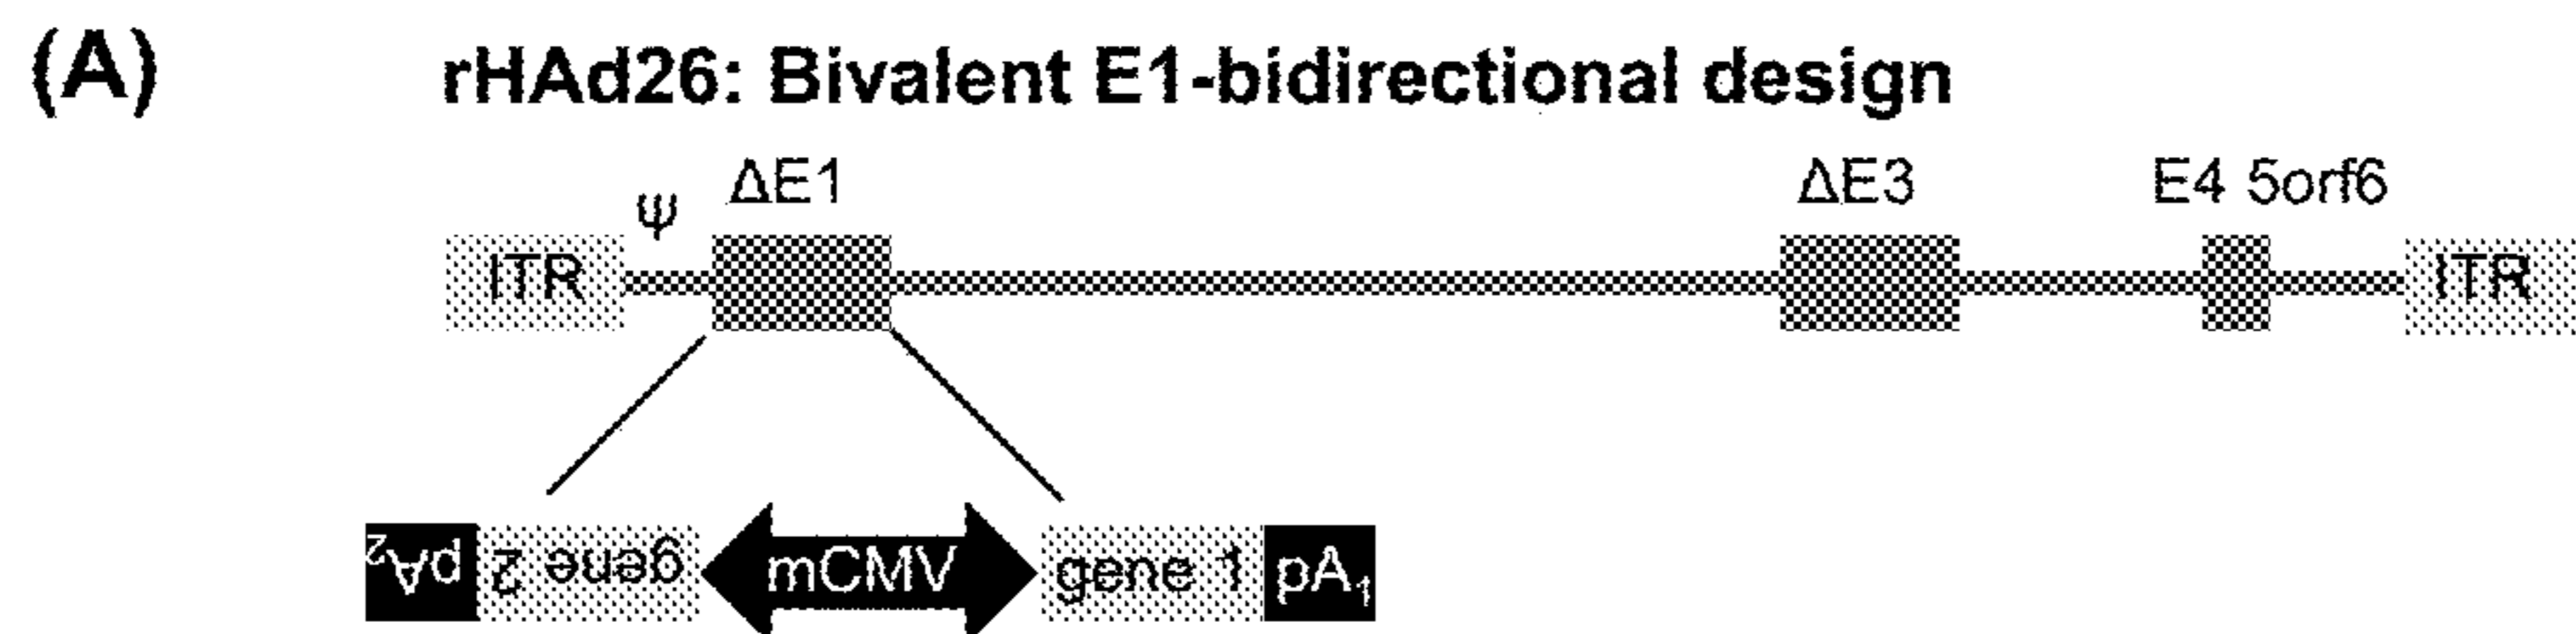 (A) rHAd26: Bivalent E1-bidirectional design
ψ ΔE1 ΔE3 E4 5orf6
ITR ITR
pA2 gene 2 mCMV gene 1 pA1